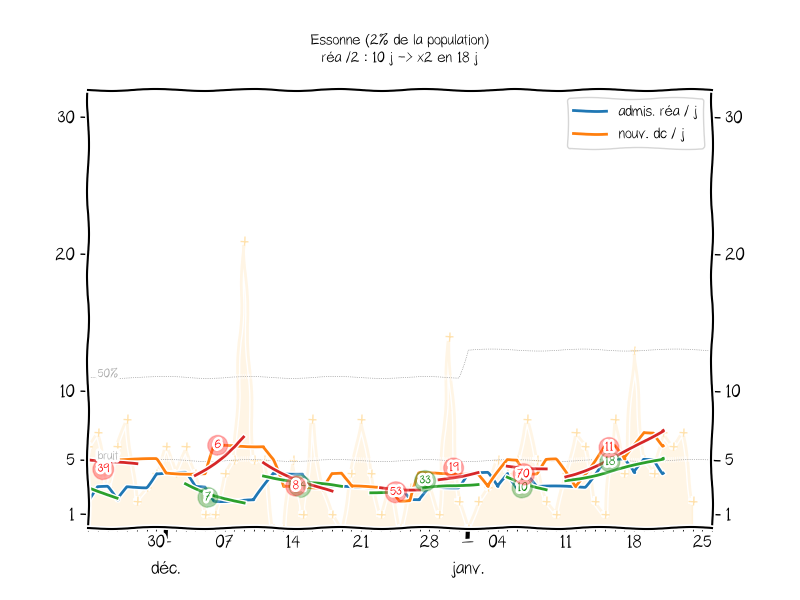 Essonne (2% de la population)
réa /2 : 10 j -> x2 en 18 j
admis. réa / j
nouv. dc / j
30 30
20 20
50%
10 10
bruit
5 5
1 1
39 7 6 8 53 33 19 70 10 11 18
30 07 14 21 28 04 11 18 25
déc. janv.